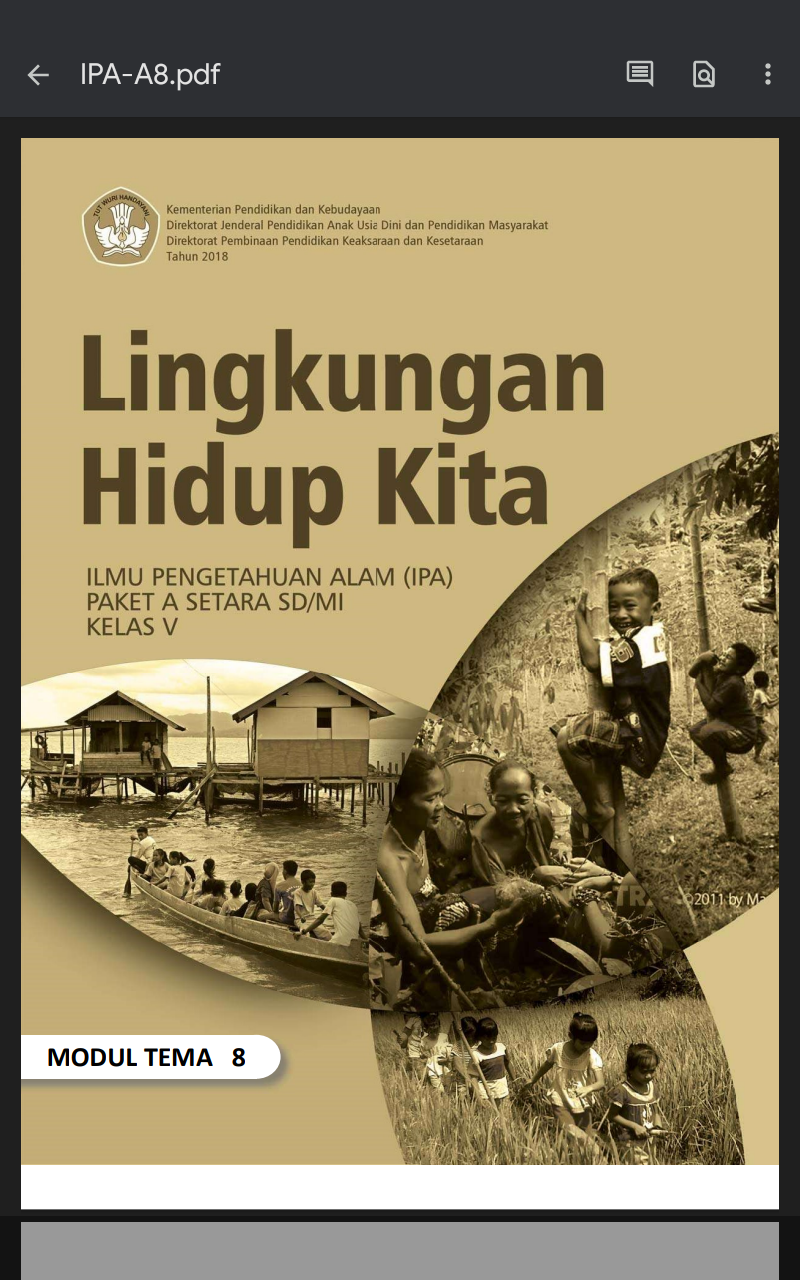 IPA-A8.pdf
TUT WURI HANDAYANI
Kementerian Pendidikan dan Kebudayaan
Direktorat Jenderal Pendidikan Anak Usia Dini dan Pendidikan Masyarakat
Direktorat Pembinaan Pendidikan Keaksaraan dan Kesetaraan
Tahun 2018
Lingkungan
Hidup Kita
ILMU PENGETAHUAN ALAM (IPA)
PAKET A SETARA SD/MI
KELAS V
2011 by
MODUL TEMA 8